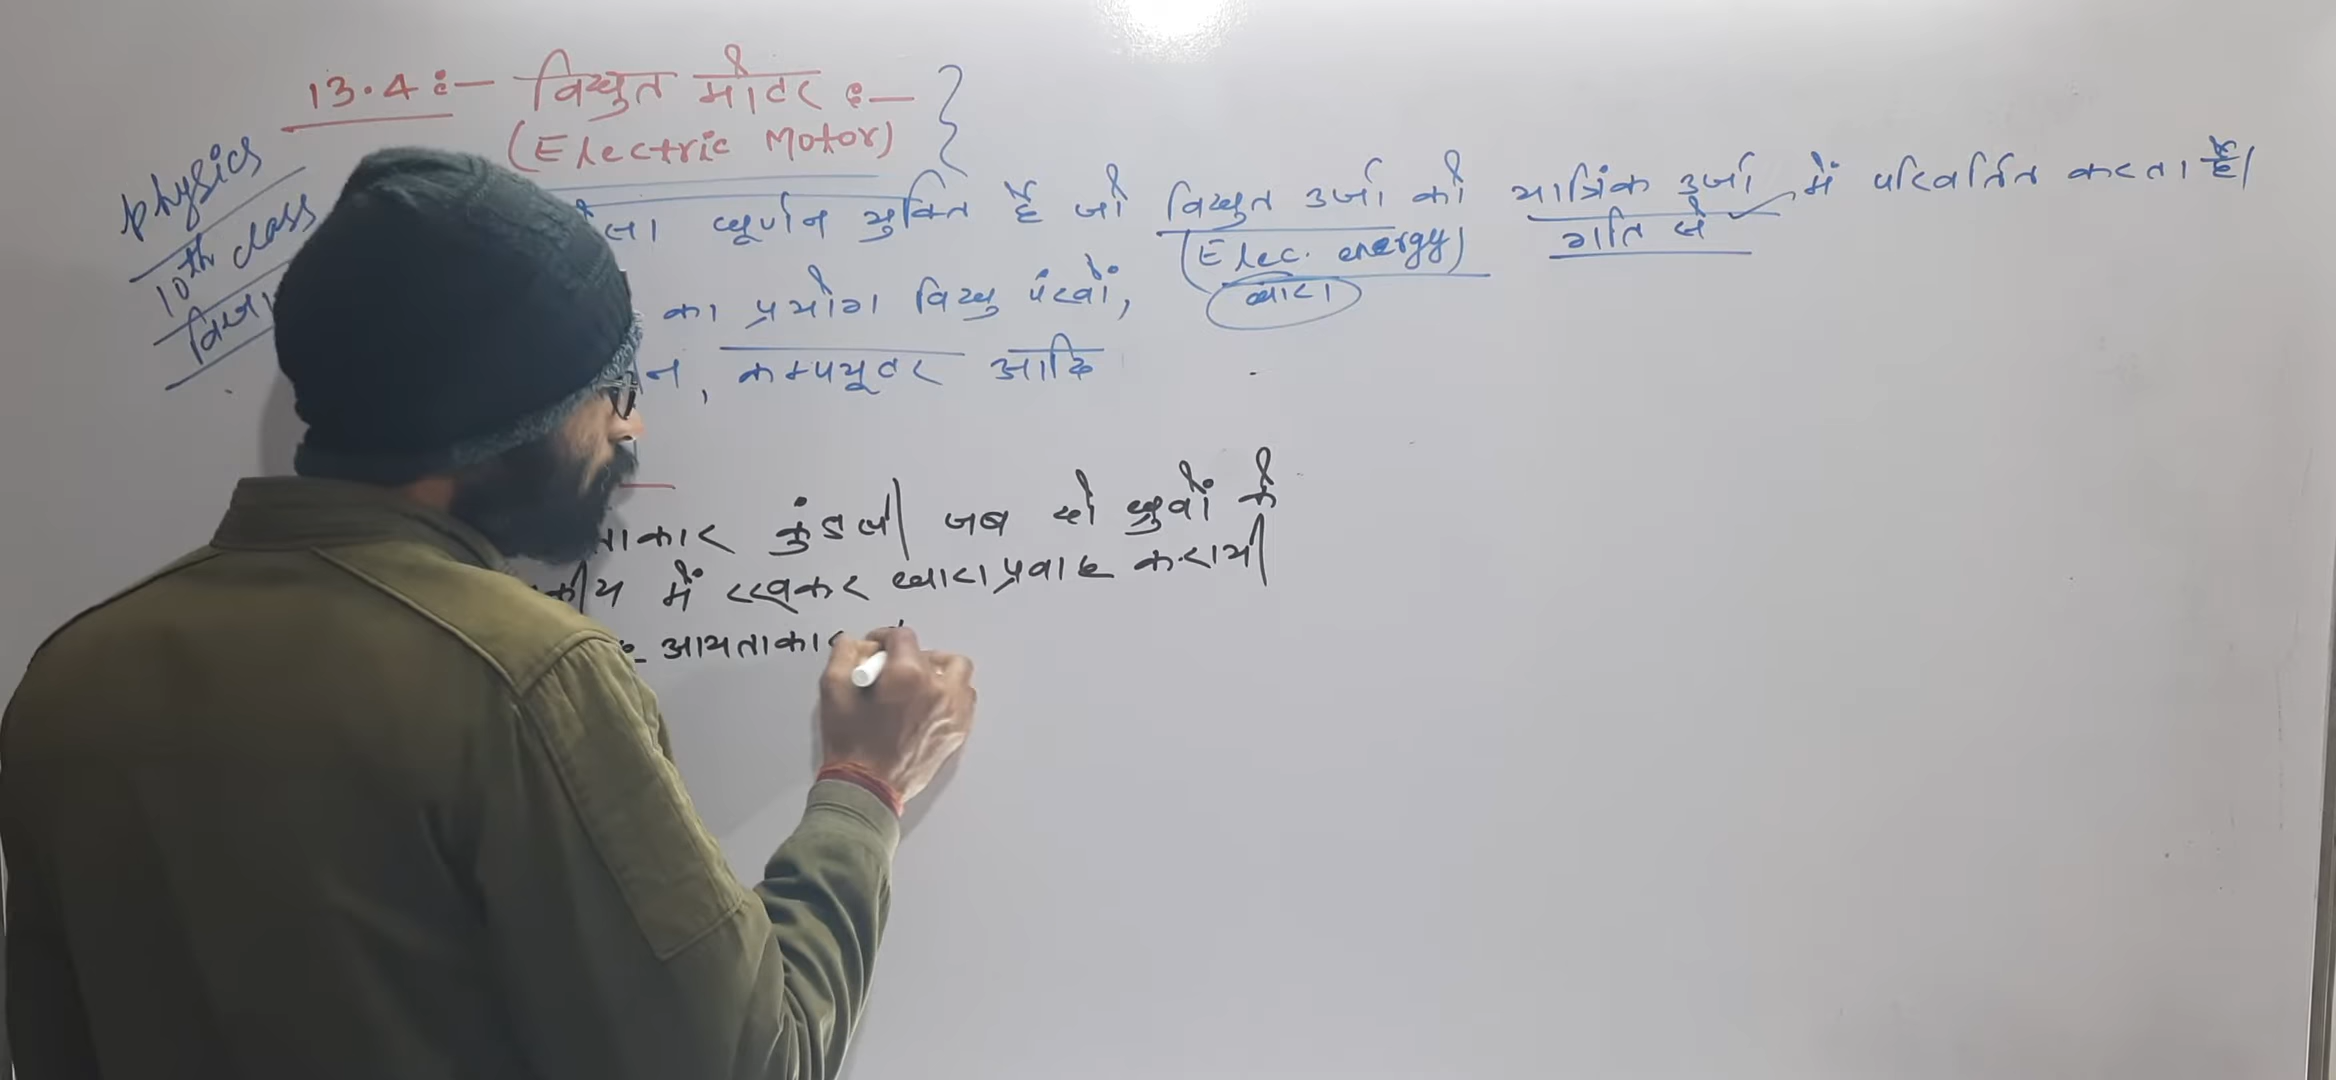 13.4 :- विद्युत मोटर :-
(Electric Motor)
physics
10th class
घूर्णन युक्ति है जो विद्युत उर्जा को यात्रिंक उर्जा में परिवर्तित करता है।
(Elec. energy)
गति से
का प्रयोग विद्यु पंखों,
धारा
न, कम्पयूटर आदि
ताकार कुंडली जब दो ध्रुवों के
कीय में रखकर धारा प्रवाह करायी
आयताकार